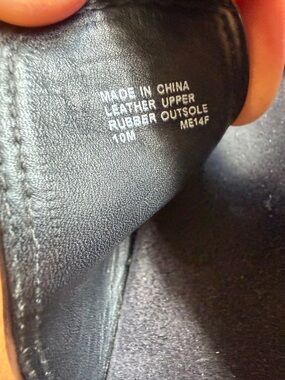 MADE IN CHINA
LEATHER UPPER
RUBBER OUTSOLE
10M ME14F